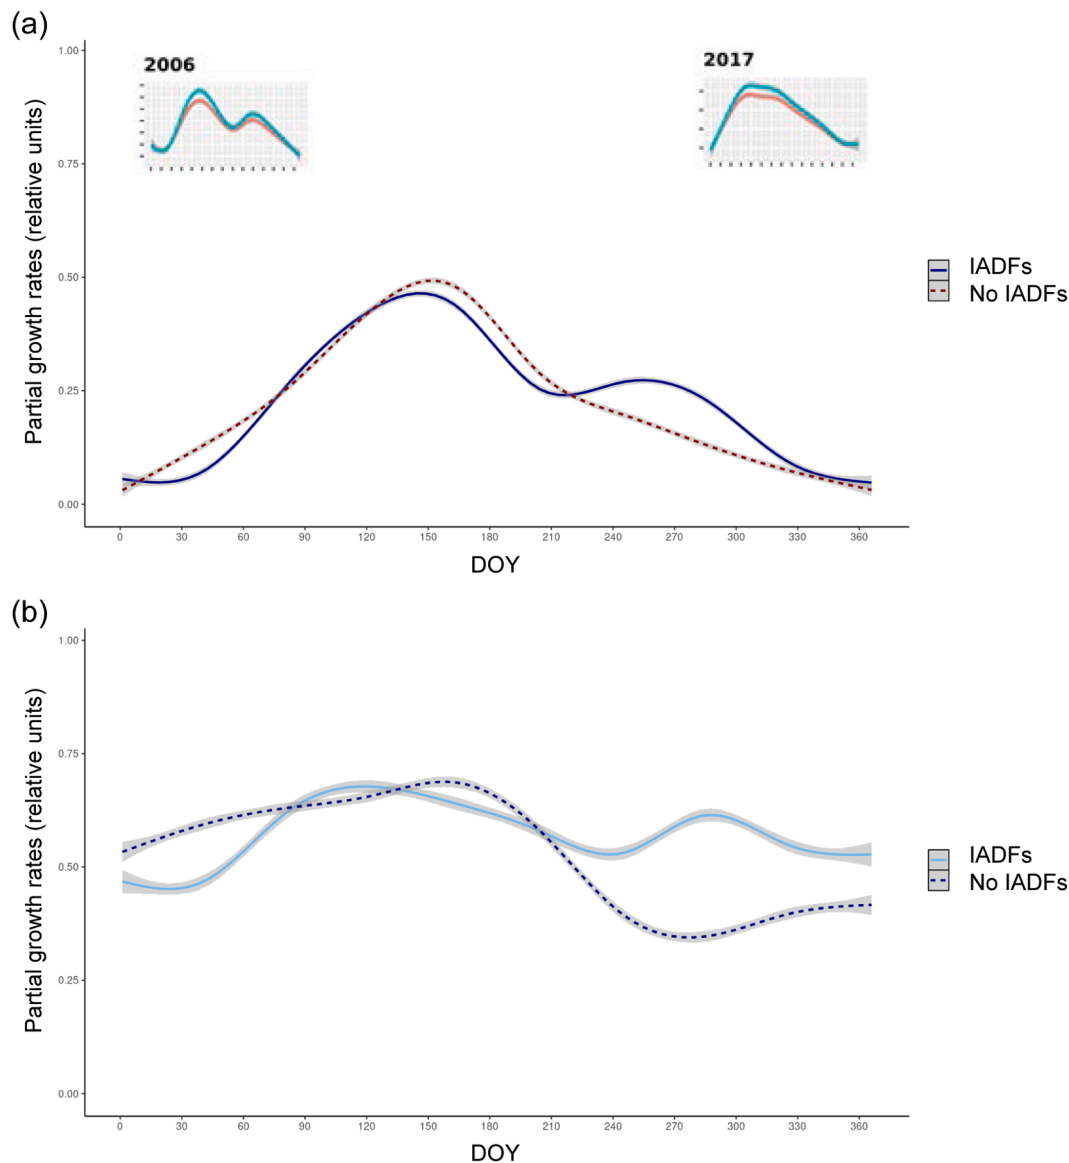 (a)
2006
2017
Partial growth rates (relative units)
1.00
0.75
0.50
0.25
0.00
0 30 60 90 120 150 180 210 240 270 300 330 360
DOY
IADFs
No IADFs
(b)
Partial growth rates (relative units)
1.00
0.75
0.50
0.25
0.00
0 30 60 90 120 150 180 210 240 270 300 330 360
DOY
IADFs
No IADFs